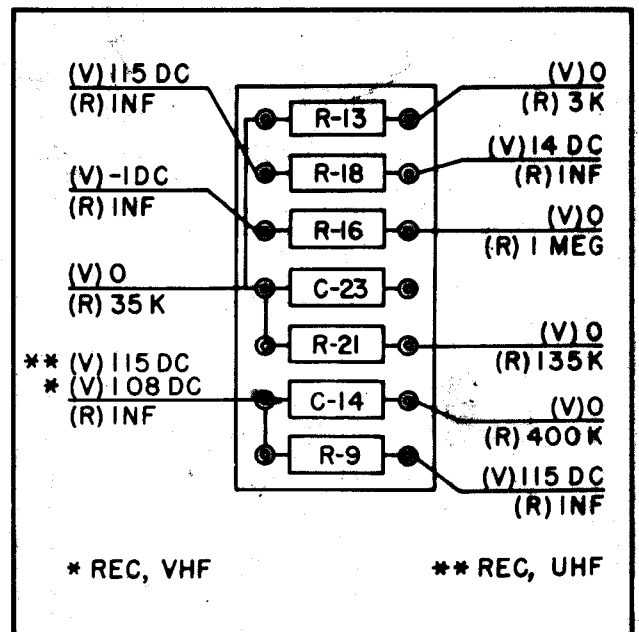 (V) 115 DC
(R) INF
(V) -1 DC
(R) INF
(V) 0
(R) 35 K
** (V) 115 DC
* (V) 108 DC
(R) INF
R-13
R-18
R-16
C-23
R-21
C-14
R-9
(V) 0
(R) 3 K
(V) 14 DC
(R) INF
(V) 0
(R) 1 MEG
(V) 0
(R) 135 K
(V) 0
(R) 400 K
(V) 115 DC
(R) INF
* REC, VHF
** REC, UHF